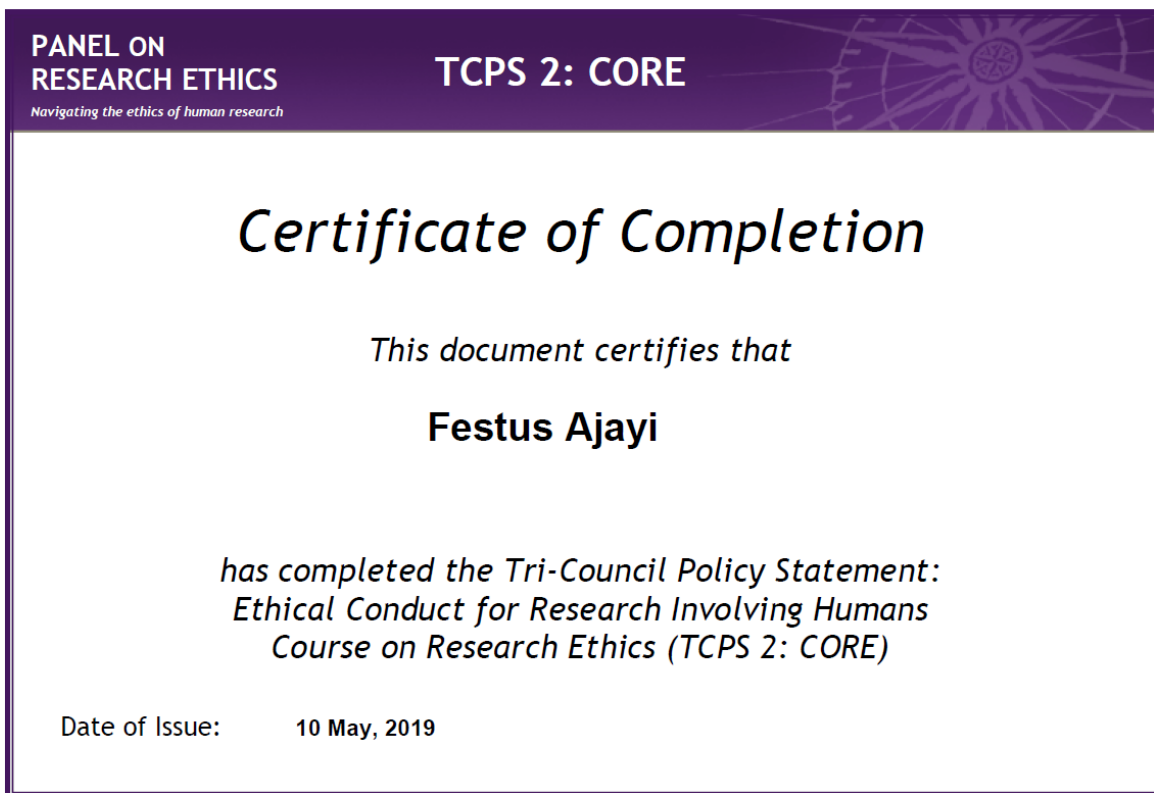 PANEL ON
RESEARCH ETHICS
Navigating the ethics of human research
TCPS 2: CORE
Certificate of Completion
This document certifies that
Festus Ajayi
has completed the Tri-Council Policy Statement:
Ethical Conduct for Research Involving Humans
Course on Research Ethics (TCPS 2: CORE)
Date of Issue: 10 May, 2019